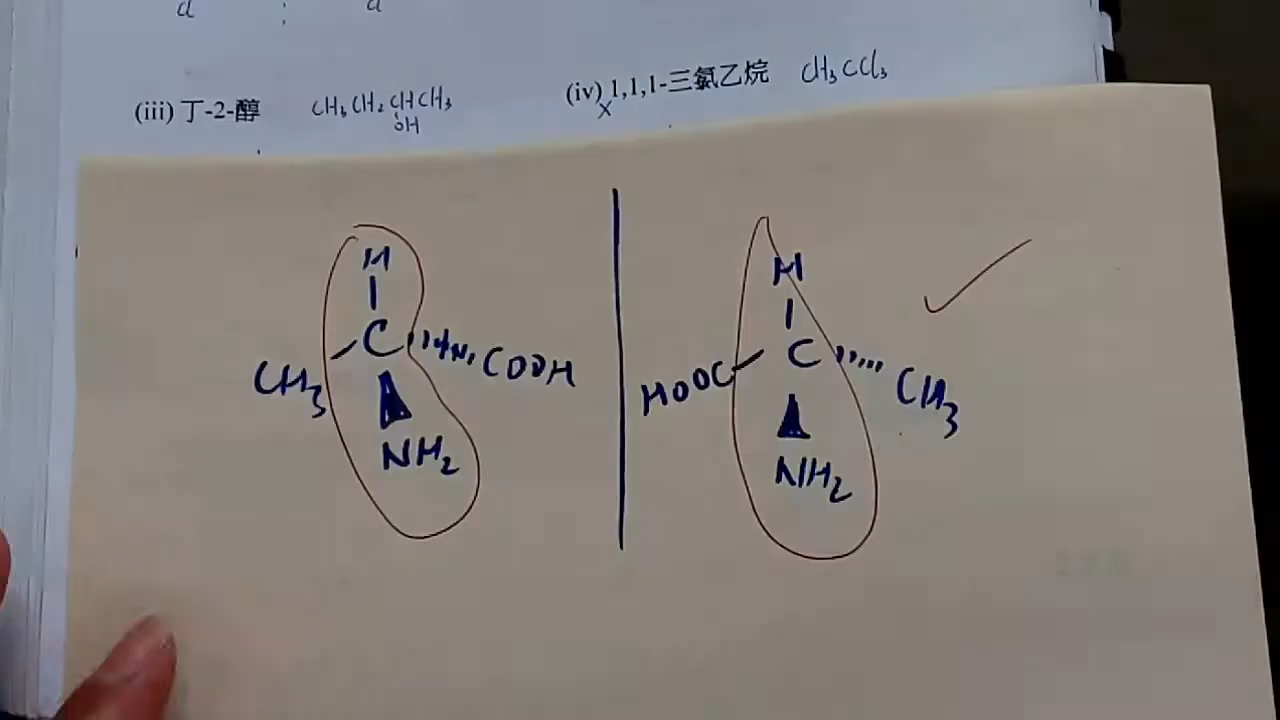 a : a
(iii) 丁-2-醇 CH₃CH₂CHCH₃
OH
(iv) 1,1,1-三氯乙烷 CH₃CCl₃
x
H
C
CH₃
COOH
NH₂
H
C
HOOC
CH₃
NH₂